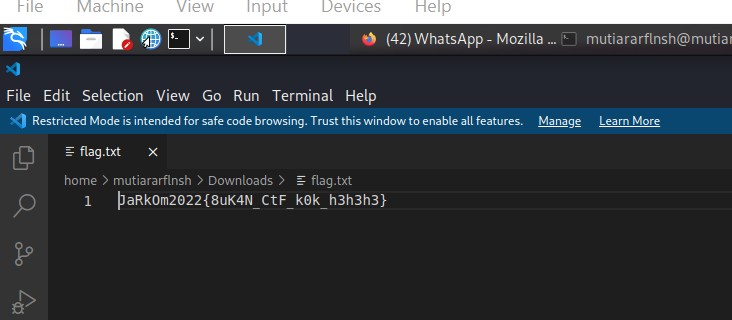 File Machine View Input Devices Help
(42) WhatsApp - Mozilla ... mutiararflnsh@mutiar
File Edit Selection View Go Run Terminal Help
Restricted Mode is intended for safe code browsing. Trust this window to enable all features. Manage Learn More
flag.txt
home > mutiararflnsh > Downloads > flag.txt
1 JaRkOm2022{8uK4N_CtF_k0k_h3h3h3}